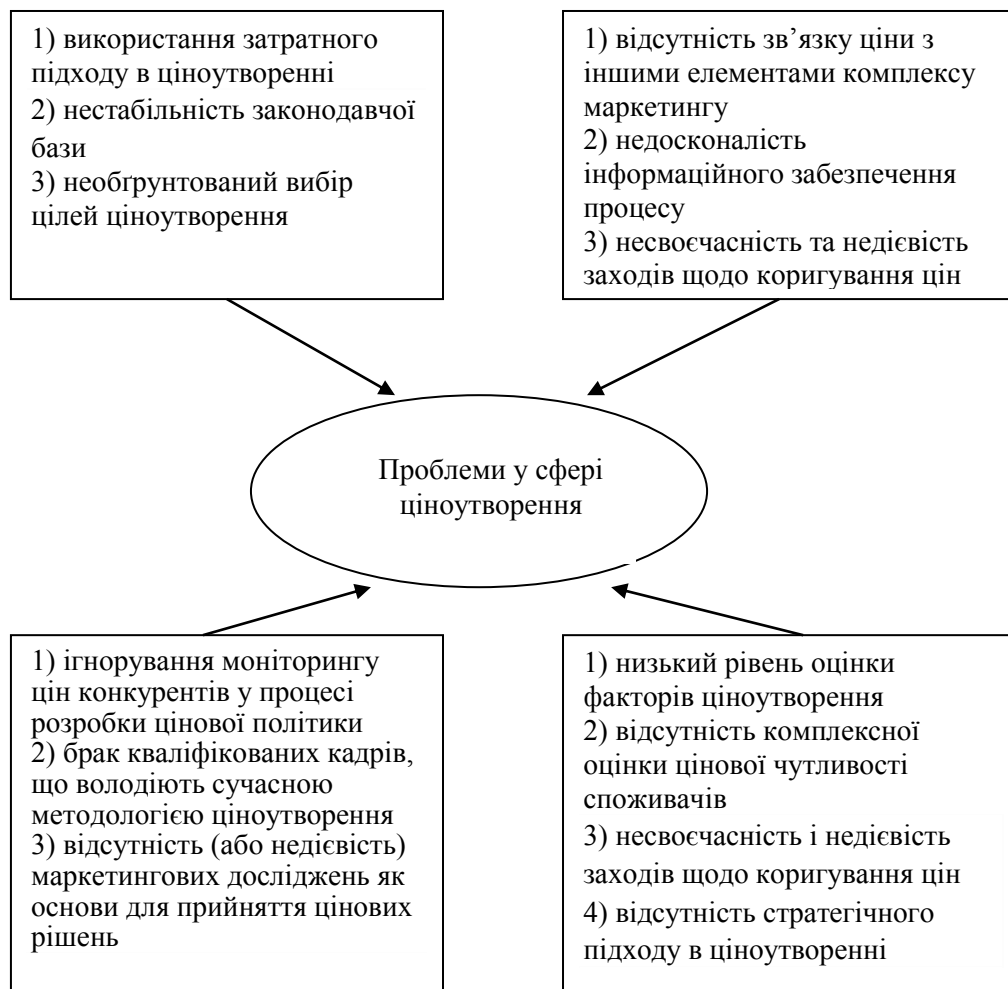 1) використання затратного
підходу в ціноутворенні
2) нестабільність законодавчої
бази
3) необґрунтований вибір
цілей ціноутворення
1) відсутність зв’язку ціни з
іншими елементами комплексу
маркетингу
2) недосконалість
інформаційного забезпечення
процесу
3) несвоєчасність та недієвість
заходів щодо коригування цін
Проблеми у сфері
ціноутворення
1) ігнорування моніторингу
цін конкурентів у процесі
розробки цінової політики
2) брак кваліфікованих кадрів,
що володіють сучасною
методологією ціноутворення
3) відсутність (або недієвість)
маркетингових досліджень як
основи для прийняття цінових
рішень
1) низький рівень оцінки
факторів ціноутворення
2) відсутність комплексної
оцінки цінової чутливості
споживачів
3) несвоєчасність і недієвість
заходів щодо коригування цін
4) відсутність стратегічного
підходу в ціноутворенні